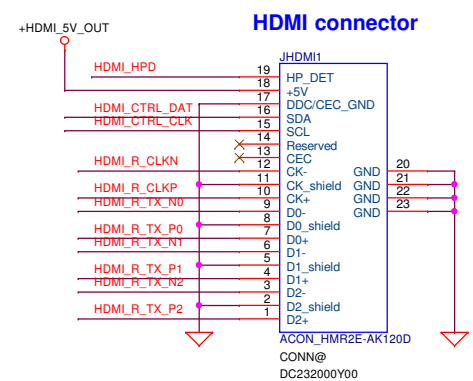 HDMI connector
+HDMI_5V_OUT
JHDMI1
HDMI_HPD 19 HP_DET
18 +5V
17 DDC/CEC_GND
HDMI_CTRL_DAT 16 SDA
HDMI_CTRL_CLK 15 SCL
14 Reserved
13 CEC
HDMI_R_CLKN 12 CK- GND 20
11 CK_shield GND 21
HDMI_R_CLKP 10 CK+ GND 22
HDMI_R_TX_N0 9 D0- GND 23
8 D0_shield
HDMI_R_TX_P0 7 D0+
HDMI_R_TX_N1 6 D1-
5 D1_shield
HDMI_R_TX_P1 4 D1+
HDMI_R_TX_N2 3 D2-
2 D2_shield
HDMI_R_TX_P2 1 D2+
ACON_HMR2E-AK120D
CONN@
DC232000Y00